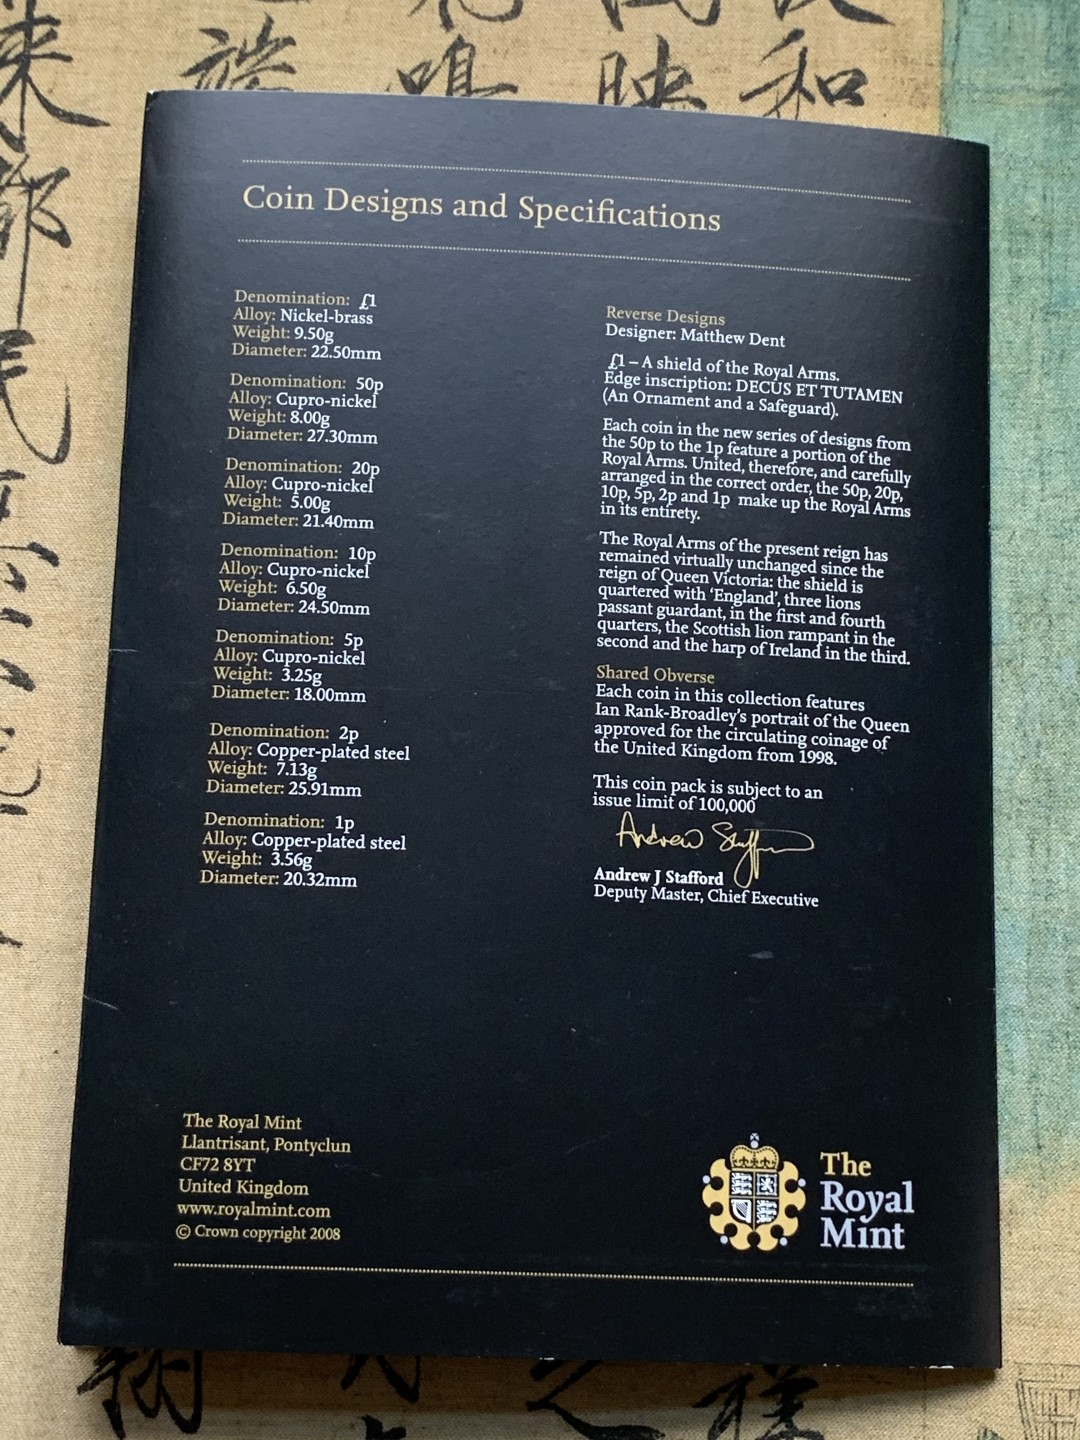 來
邨
民
旌
唱
映
和
Coin Designs and Specifications
Denomination: £1
Alloy: Nickel-brass
Weight: 9.50g
Diameter: 22.50mm
Denomination: 50p
Alloy: Cupro-nickel
Weight: 8.00g
Diameter: 27.30mm
Denomination: 20p
Alloy: Cupro-nickel
Weight: 5.00g
Diameter: 21.40mm
Denomination: 10p
Alloy: Cupro-nickel
Weight: 6.50g
Diameter: 24.50mm
Denomination: 5p
Alloy: Cupro-nickel
Weight: 3.25g
Diameter: 18.00mm
Denomination: 2p
Alloy: Copper-plated steel
Weight: 7.13g
Diameter: 25.91mm
Denomination: 1p
Alloy: Copper-plated steel
Weight: 3.56g
Diameter: 20.32mm
Reverse Designs
Designer: Matthew Dent
£1 – A shield of the Royal Arms.
Edge inscription: DECUS ET TUTAMEN
(An Ornament and a Safeguard).
Each coin in the new series of designs from
the 50p to the 1p feature a portion of the
Royal Arms. United, therefore, and carefully
arranged in the correct order, the 50p, 20p,
10p, 5p, 2p and 1p make up the Royal Arms
in its entirety.
The Royal Arms of the present reign has
remained virtually unchanged since the
reign of Queen Victoria: the shield is
quartered with ‘England’, three lions
passant guardant, in the first and fourth
quarters, the Scottish lion rampant in the
second and the harp of Ireland in the third.
Shared Obverse
Each coin in this collection features
Ian Rank-Broadley’s portrait of the Queen
approved for the circulating coinage of
the United Kingdom from 1998.
This coin pack is subject to an
issue limit of 100,000
Andrew Stafford
Andrew J Stafford
Deputy Master, Chief Executive
The Royal Mint
Llantrisant, Pontyclun
CF72 8YT
United Kingdom
www.royalmint.com
© Crown copyright 2008
The
Royal
Mint